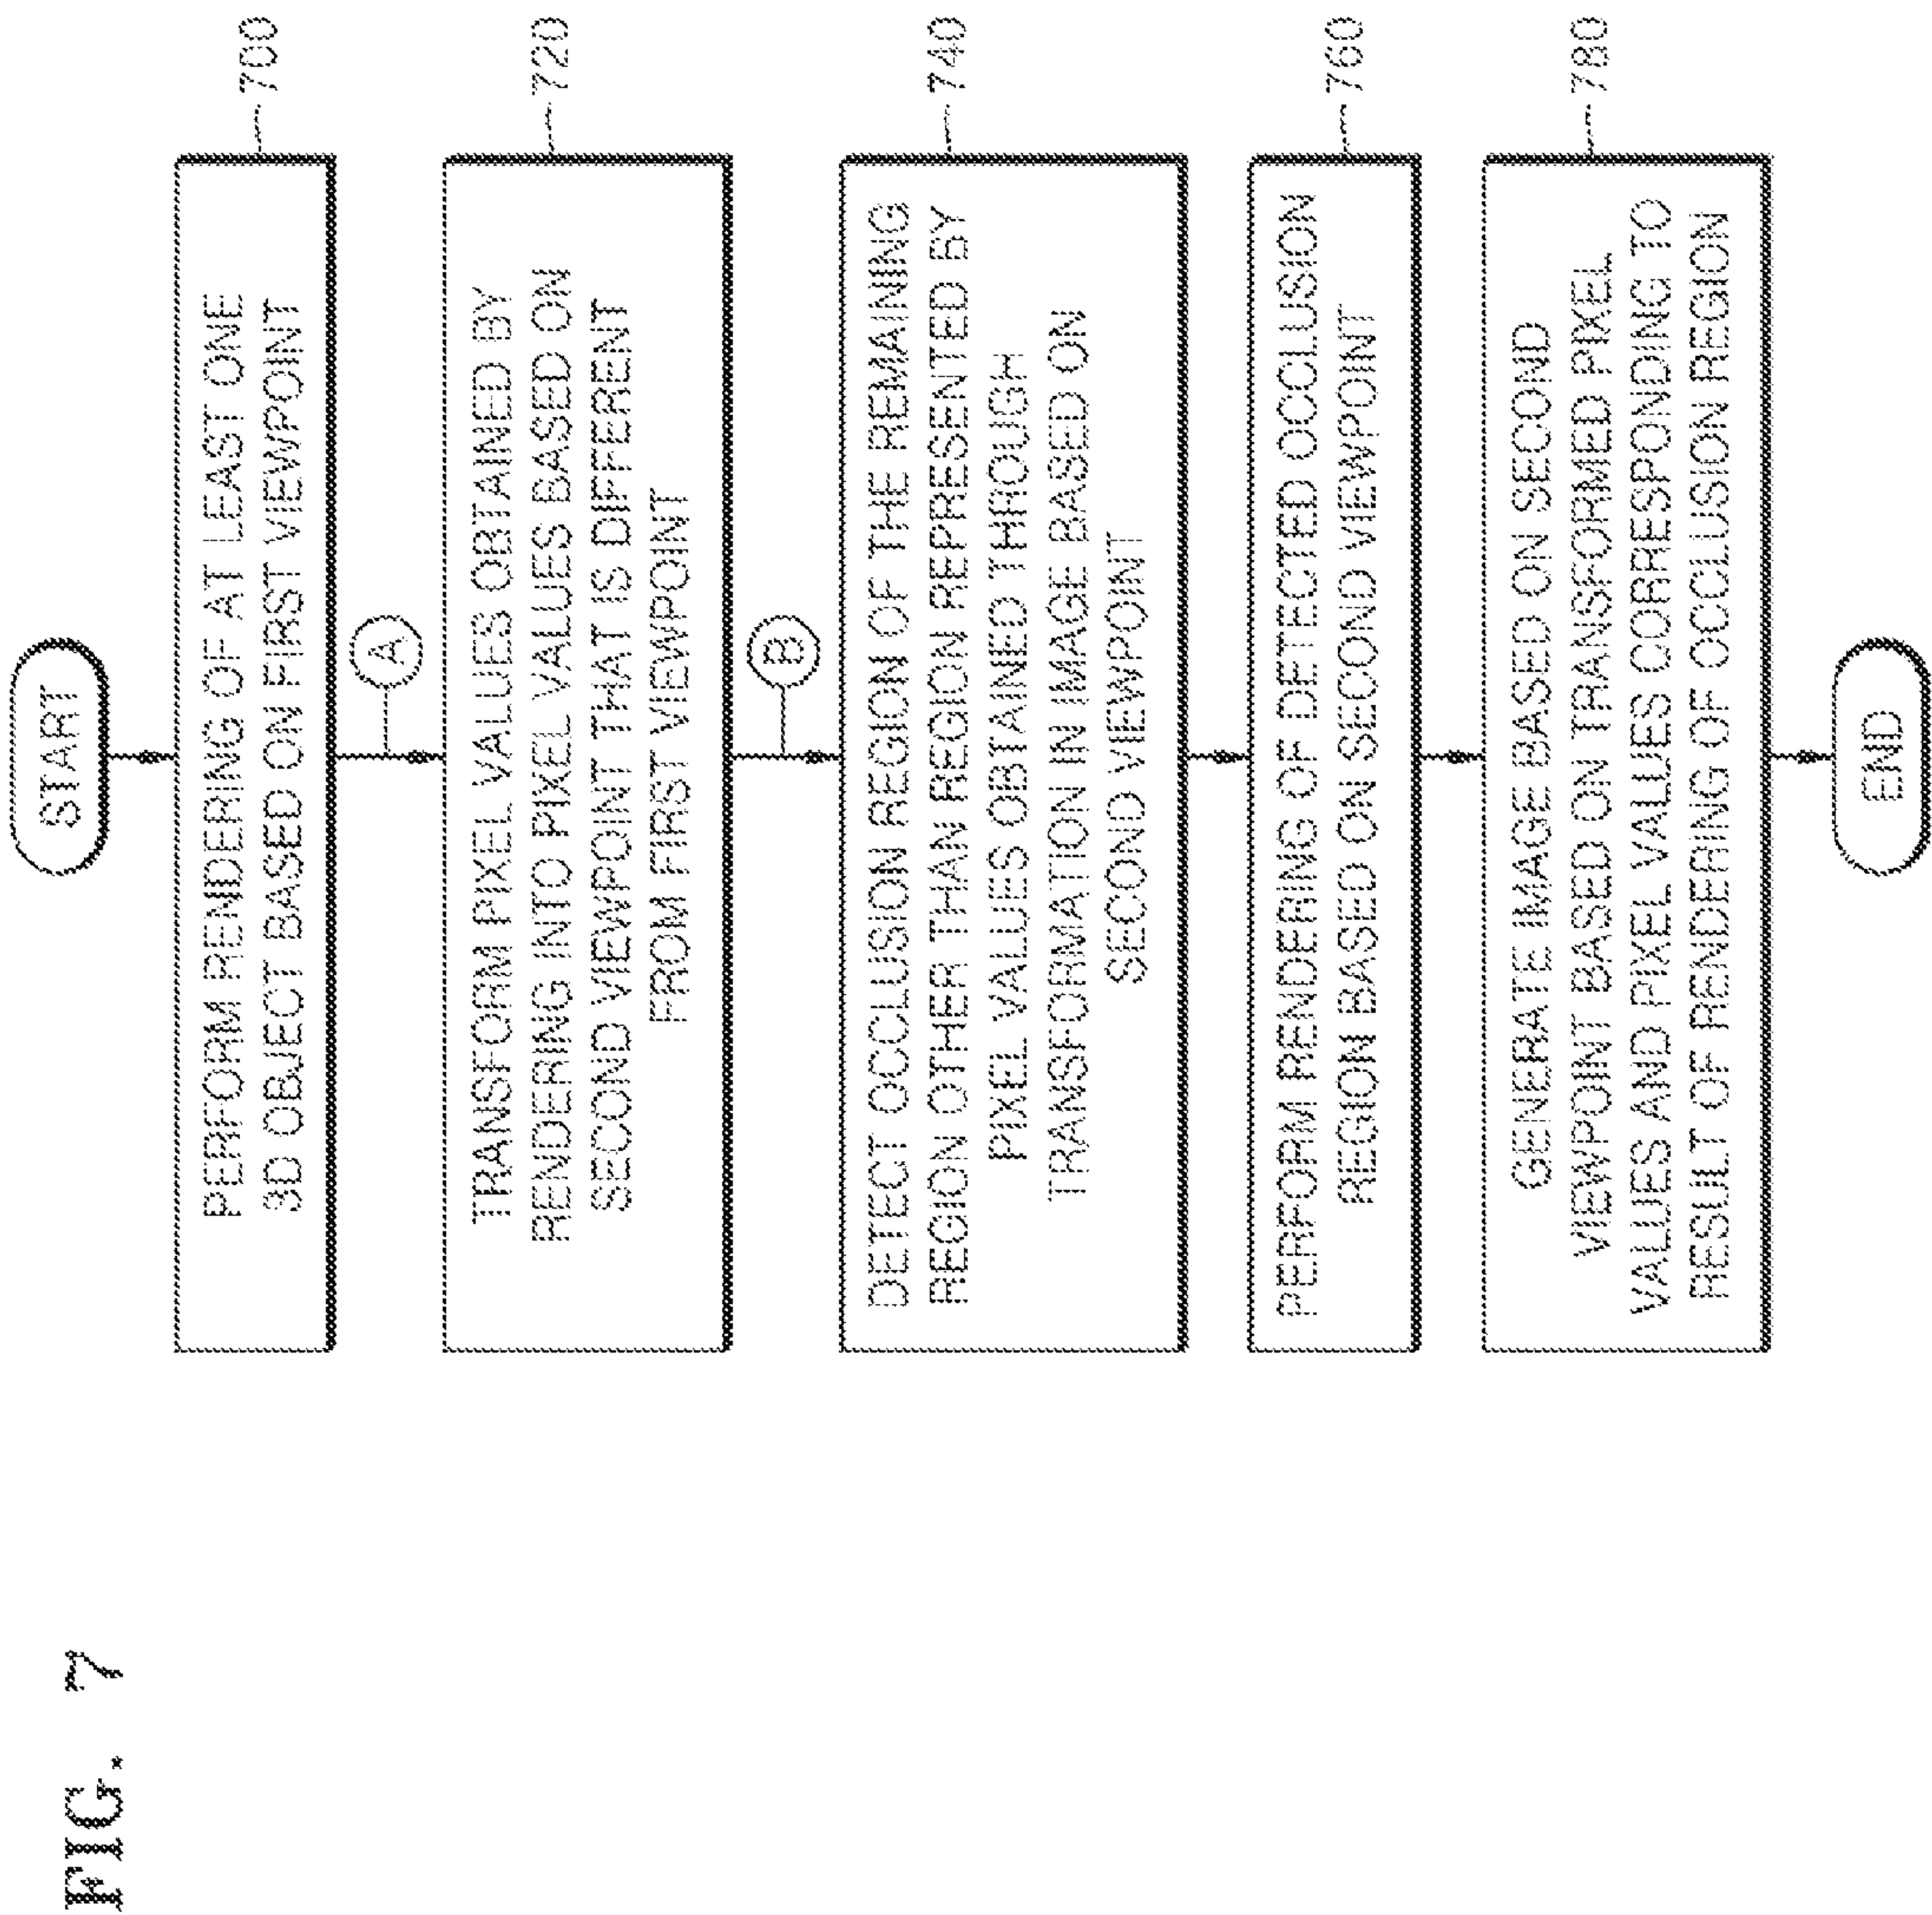 FIG. 7
START
PERFORM RENDERING OF AT LEAST ONE
3D OBJECT BASED ON FIRST VIEWPOINT
700
A
TRANSFORM PIXEL VALUES OBTAINED BY
RENDERING INTO PIXEL VALUES BASED ON
SECOND VIEWPOINT THAT IS DIFFERENT
FROM FIRST VIEWPOINT
720
B
DETECT OCCLUSION REGION OF THE REMAINING
REGION OTHER THAN REGION REPRESENTED BY
PIXEL VALUES OBTAINED THROUGH
TRANSFORMATION IN IMAGE BASED ON
SECOND VIEWPOINT
740
PERFORM RENDERING OF DETECTED OCCLUSION
REGION BASED ON SECOND VIEWPOINT
760
GENERATE IMAGE BASED ON SECOND
VIEWPOINT BASED ON TRANSFORMED PIXEL
VALUES AND PIXEL VALUES CORRESPONDING TO
RESULT OF RENDERING OF OCCLUSION REGION
780
END